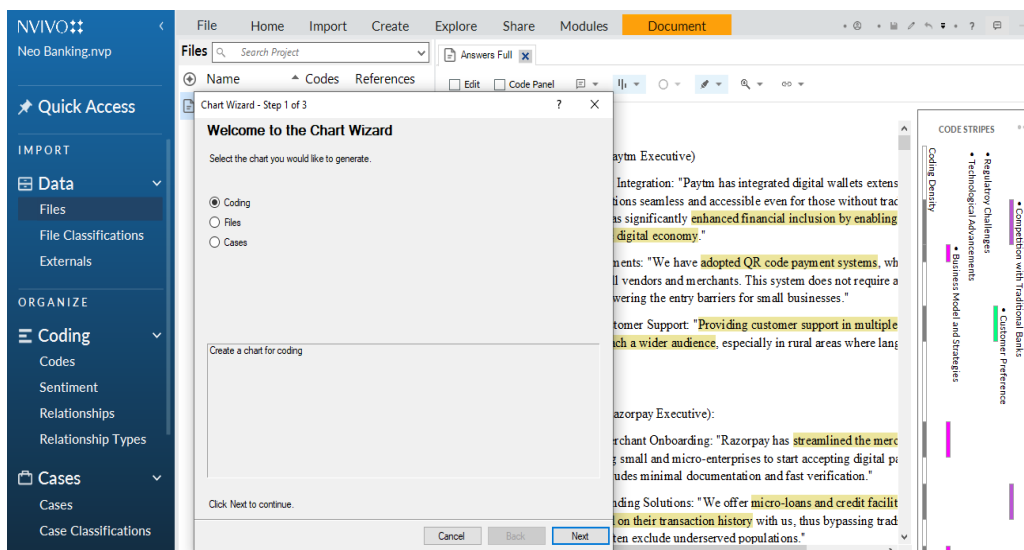 NVIVO
Neo Banking.nvp
Quick Access
IMPORT
Data
Files
File Classifications
Externals
ORGANIZE
Coding
Codes
Sentiment
Relationships
Relationship Types
Cases
Cases
Case Classifications
File Home Import Create Explore Share Modules Document
?
Files Search Project
Name Codes References
Answers Full X
Edit Code Panel
Chart Wizard - Step 1 of 3 ? X
Welcome to the Chart Wizard
Select the chart you would like to generate.
Coding
Files
Cases
Create a chart for coding
Click Next to continue.
Cancel Back Next
aytm Executive)
Integration: "Paytm has integrated digital wallets extens
ions seamless and accessible even for those without trac
as significantly enhanced financial inclusion by enabling
digital economy."
nents: "We have adopted QR code payment systems, wh
ll vendors and merchants. This system does not require a
wering the entry barriers for small businesses."
tomer Support: "Providing customer support in multiple
ch a wider audience, especially in rural areas where lang
azorpay Executive):
rchant Onboarding: "Razorpay has streamlined the merc
g small and micro-enterprises to start accepting digital pa
udes minimal documentation and fast verification."
nding Solutions: "We offer micro-loans and credit facilit
on their transaction history with us, thus bypassing trad
ten exclude underserved populations."
CODE STRIPES
Coding Density
• Business Model and Strategies
• Technological Advancements
• Regulatroy Challenges
• Customer Preference
• Competition with Traditional Banks